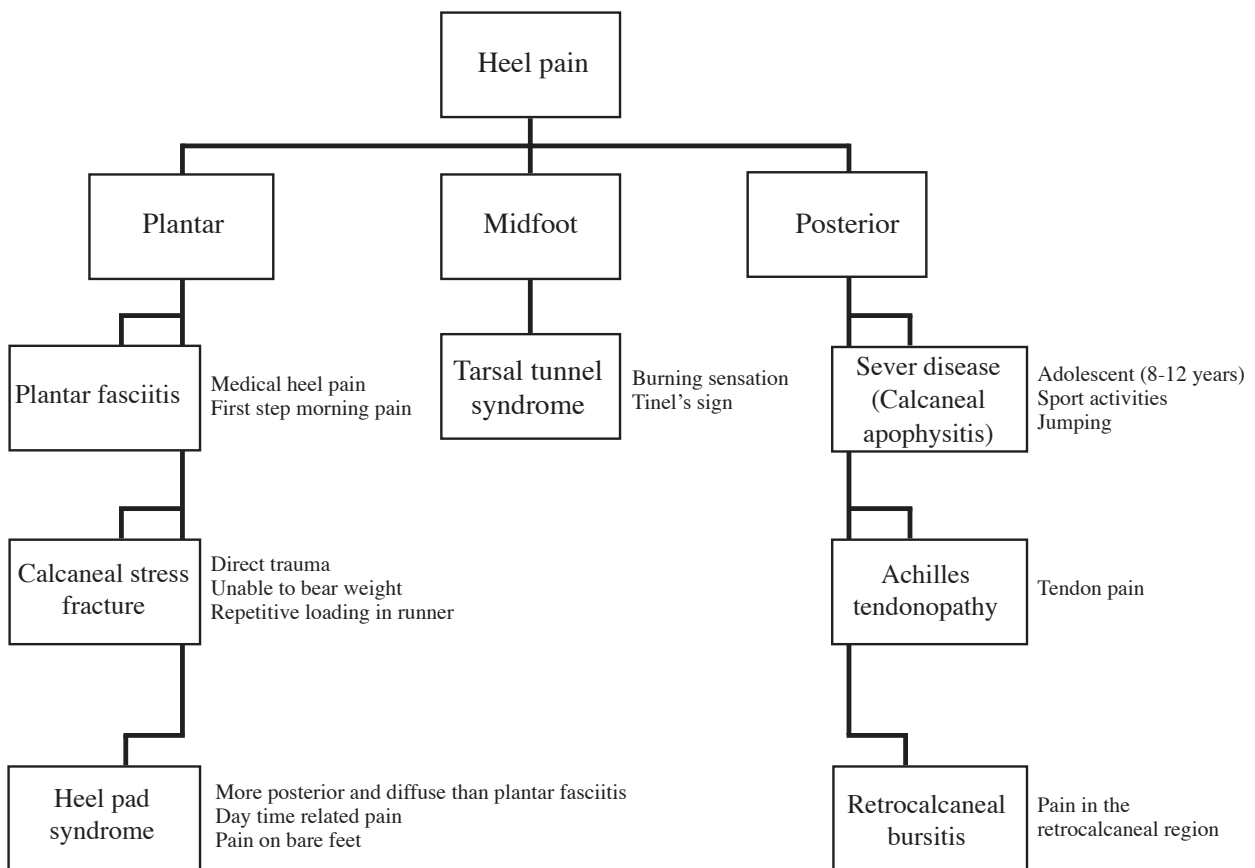 Heel pain
Plantar
Midfoot
Posterior
Plantar fasciitis
Medical heel pain
First step morning pain
Tarsal tunnel
syndrome
Burning sensation
Tinel's sign
Sever disease
(Calcaneal
apophysitis)
Adolescent (8-12 years)
Sport activities
Jumping
Calcaneal stress
fracture
Direct trauma
Unable to bear weight
Repetitive loading in runner
Achilles
tendonopathy
Tendon pain
Heel pad
syndrome
More posterior and diffuse than plantar fasciitis
Day time related pain
Pain on bare feet
Retrocalcaneal
bursitis
Pain in the
retrocalcaneal region